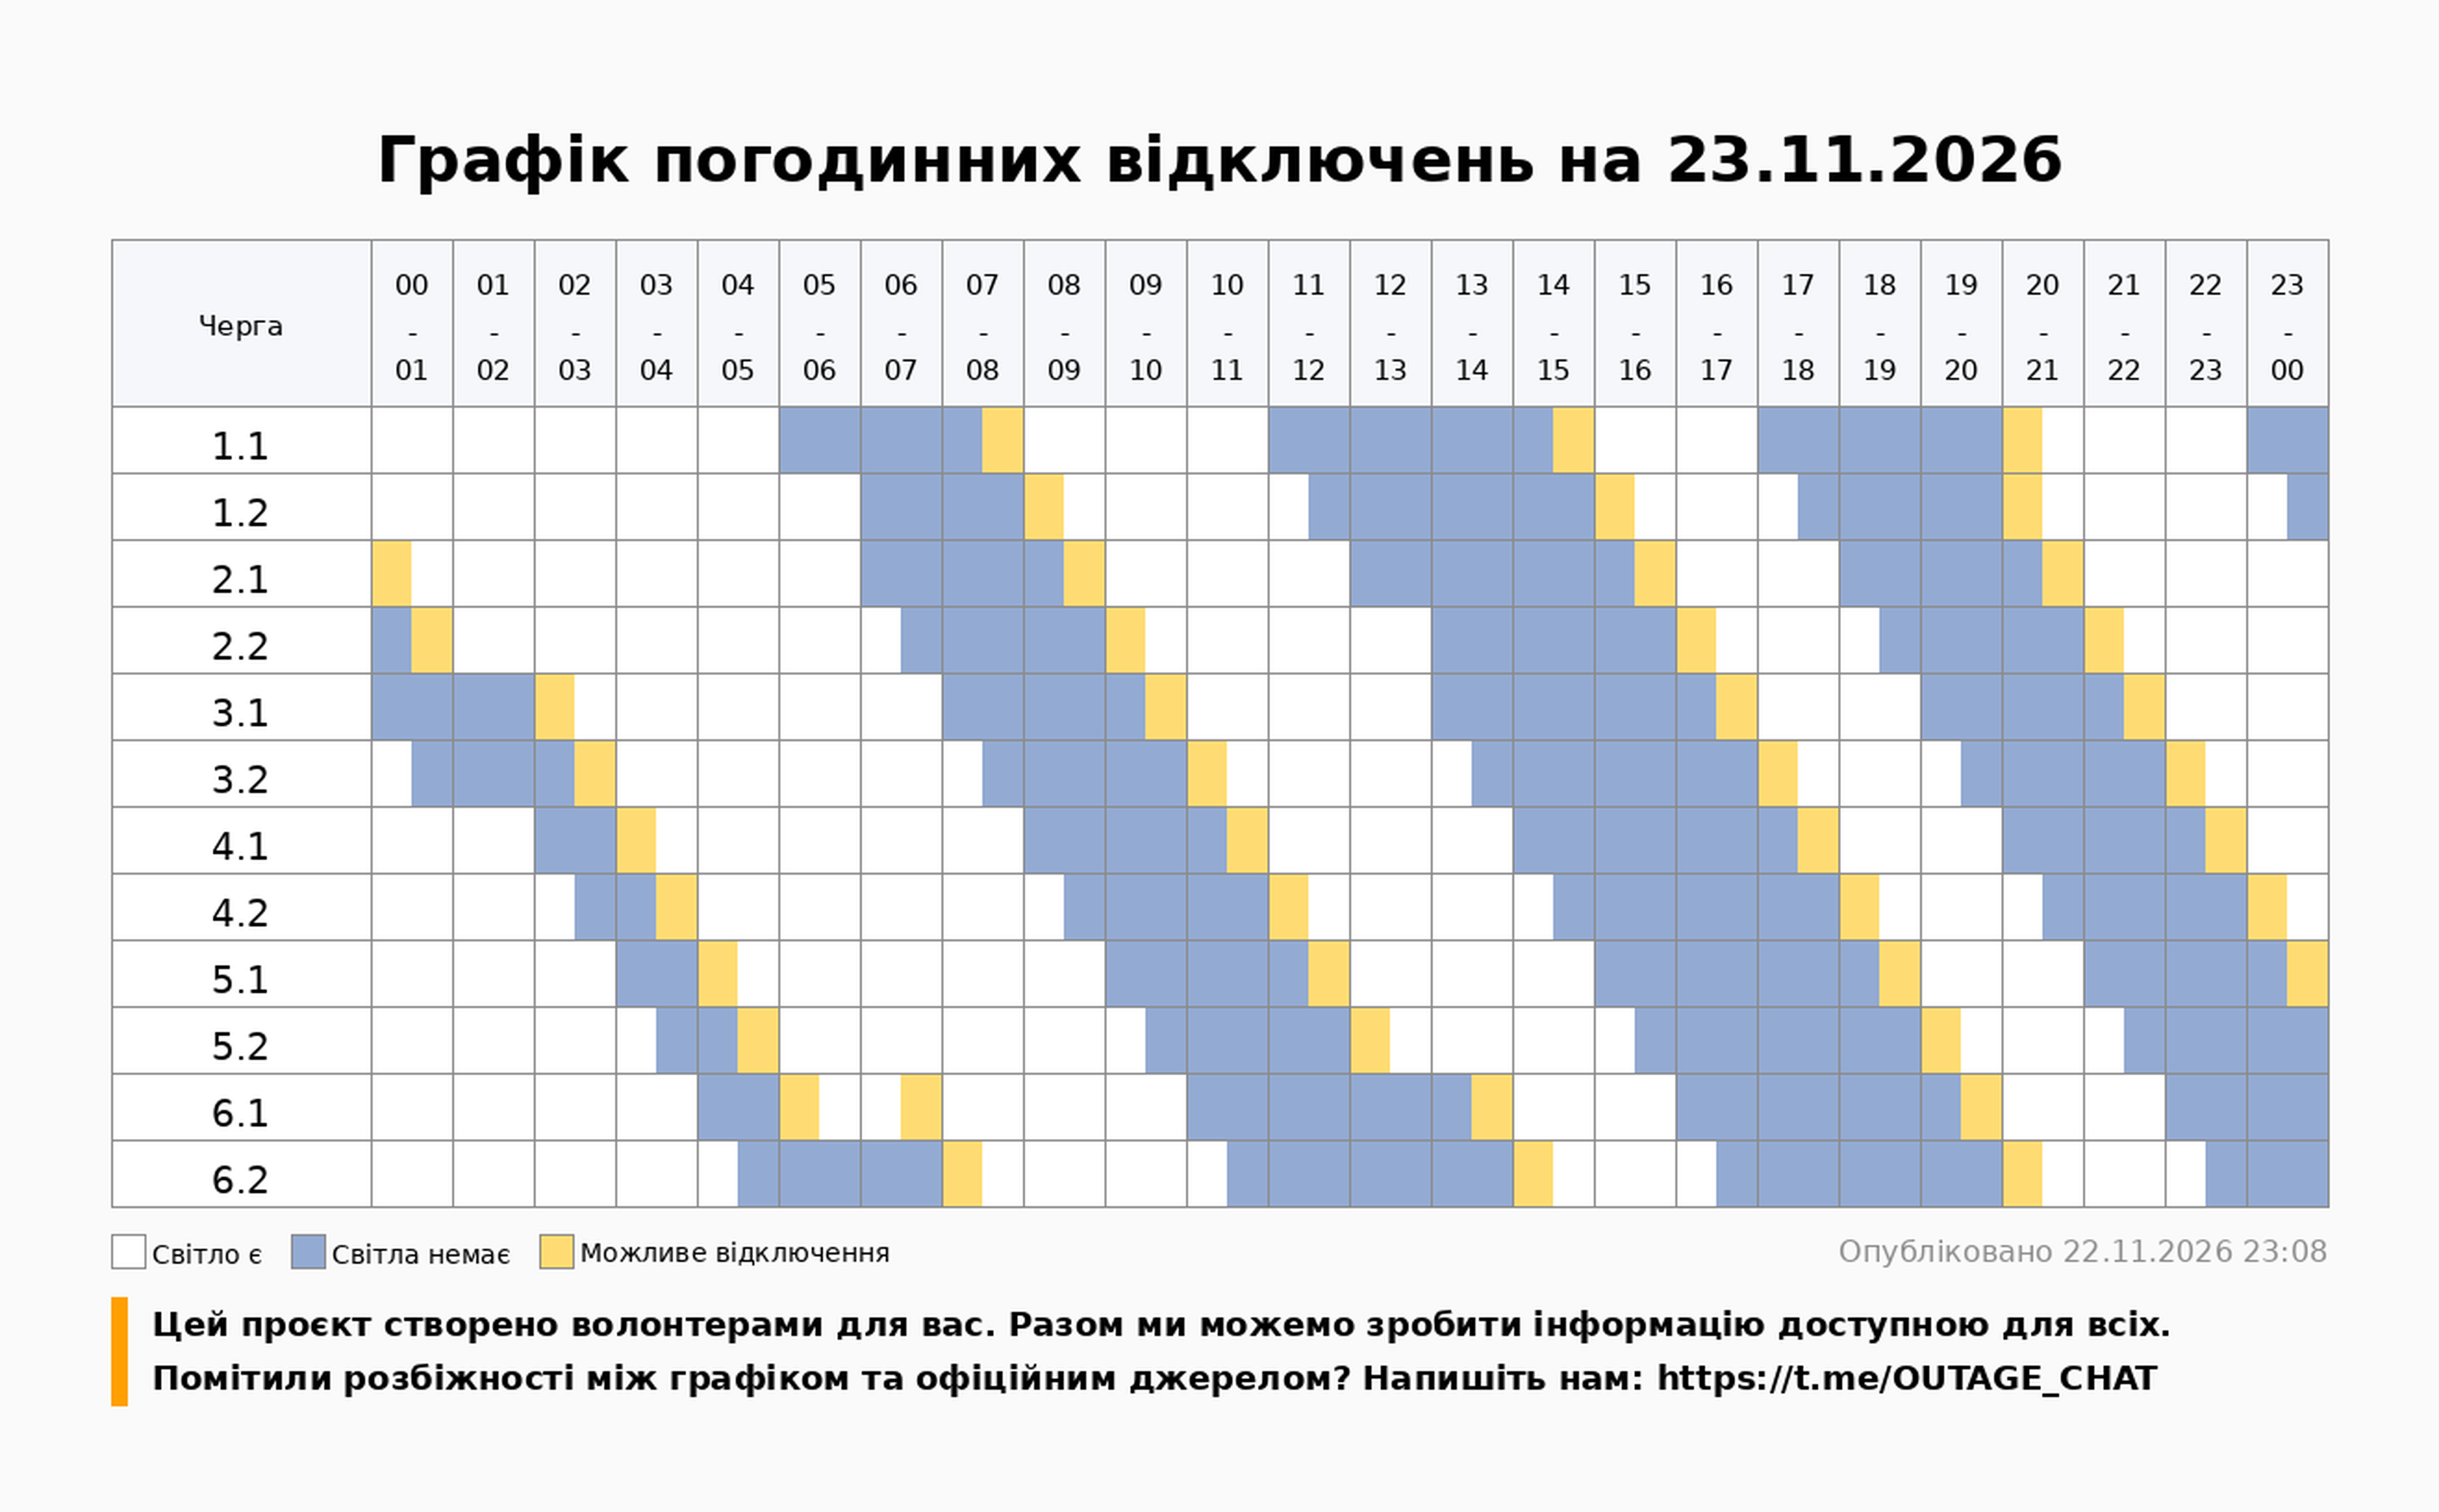 Графік погодинних відключень на 23.11.2026
Черга 00 - 01 01 - 02 02 - 03 03 - 04 04 - 05 05 - 06 06 - 07 07 - 08 08 - 09 09 - 10 10 - 11 11 - 12 12 - 13 13 - 14 14 - 15 15 - 16 16 - 17 17 - 18 18 - 19 19 - 20 20 - 21 21 - 22 22 - 23 23 - 00
1.1
1.2
2.1
2.2
3.1
3.2
4.1
4.2
5.1
5.2
6.1
6.2
Світло є Світла немає Можливе відключення Опубліковано 22.11.2026 23:08
Цей проєкт створено волонтерами для вас. Разом ми можемо зробити інформацію доступною для всіх.
Помітили розбіжності між графіком та офіційним джерелом? Напишіть нам: https://t.me/OUTAGE_CHAT